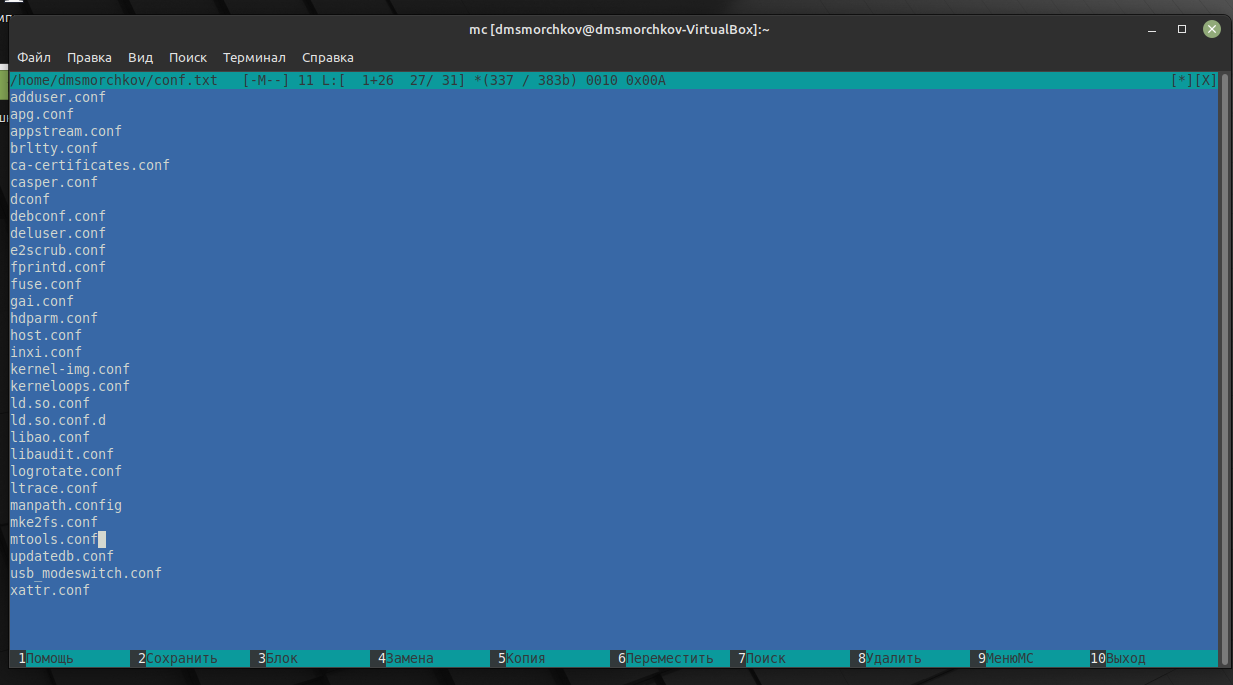 mc [dmsmorchkov@dmsmorchkov-VirtualBox]:~
Файл Правка Вид Поиск Терминал Справка
/home/dmsmorchkov/conf.txt [-M--] 11 L:[ 1+26 27/ 31] *(337 / 383b) 0010 0x00A [*][X]
adduser.conf
apg.conf
appstream.conf
brltty.conf
ca-certificates.conf
casper.conf
dconf
debconf.conf
deluser.conf
e2scrub.conf
fprintd.conf
fuse.conf
gai.conf
hdparm.conf
host.conf
inxi.conf
kernel-img.conf
kerneloops.conf
ld.so.conf
ld.so.conf.d
libao.conf
libaudit.conf
logrotate.conf
ltrace.conf
manpath.config
mke2fs.conf
mtools.conf
updatedb.conf
usb_modeswitch.conf
xattr.conf
1Помощь 2Сохранить 3Блок 4Замена 5Копия 6Переместить 7Поиск 8Удалить 9МенюMC 10Выход